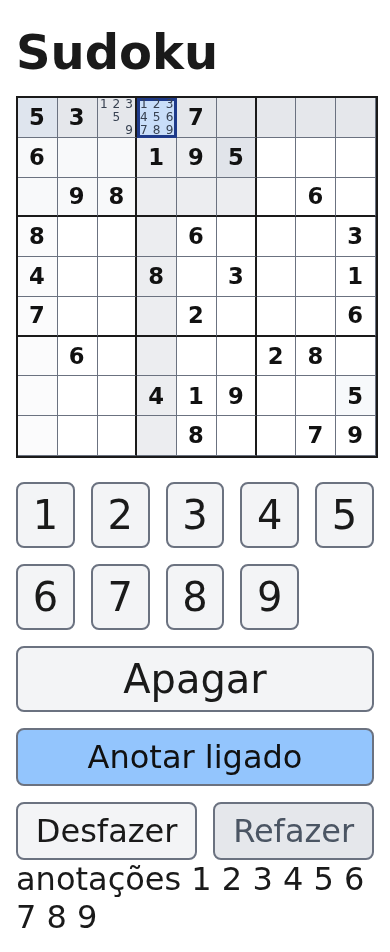 Sudoku
5 3 1 2 3 5 9 1 2 3 4 5 6 7 8 9 7
6 1 9 5
9 8 6
8 6 3
4 8 3 1
7 2 6
6 2 8
4 1 9 5
8 7 9
1 2 3 4 5
6 7 8 9
Apagar
Anotar ligado
Desfazer Refazer
anotações 1 2 3 4 5 6
7 8 9